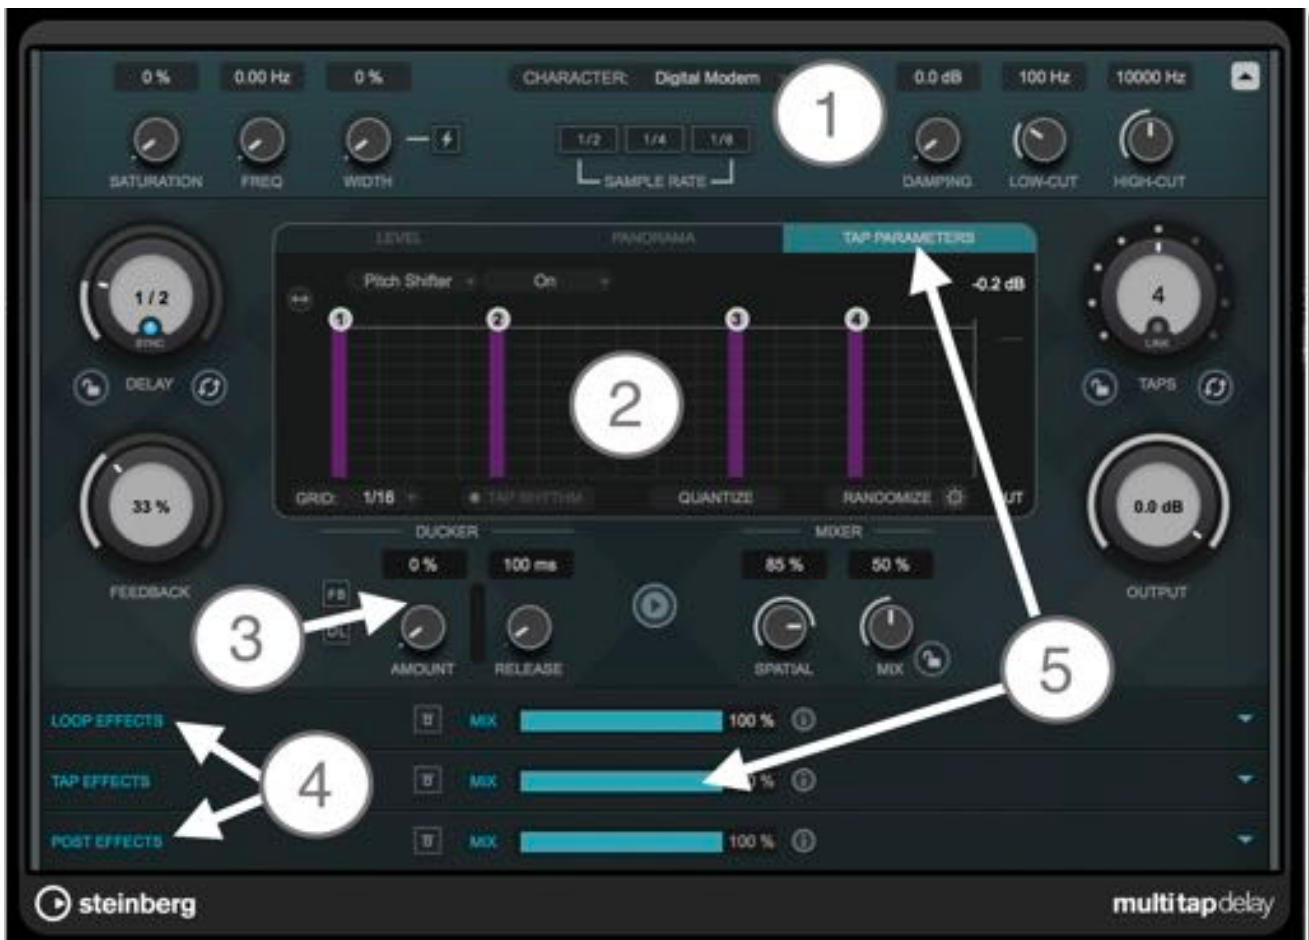 0 % 0.00 Hz 0 % CHARACTER: Digital Modern 0.0 dB 100 Hz 10000 Hz
1
1/2 1/4 1/8
SATURATION FREQ WIDTH SAMPLE RATE DAMPING LOW-CUT HIGH-CUT
LEVEL PANORAMA TAP PARAMETERS
Pitch Shifter On -0.2 dB
1/2
SYNC
4
LINK
1 2 3 4
DELAY TAPS
2
GRID: 1/16 TAP RHYTHM QUANTIZE RANDOMIZE UT
33 %
0.0 dB
DUCKER MIXER
0 % 100 ms 85 % 50 %
FEEDBACK OUTPUT
FB
3
D/L
AMOUNT RELEASE SPATIAL MIX
5
LOOP EFFECTS MIX 100 %
4
TAP EFFECTS MIX 0 %
POST EFFECTS MIX 100 %
steinberg multitapdelay